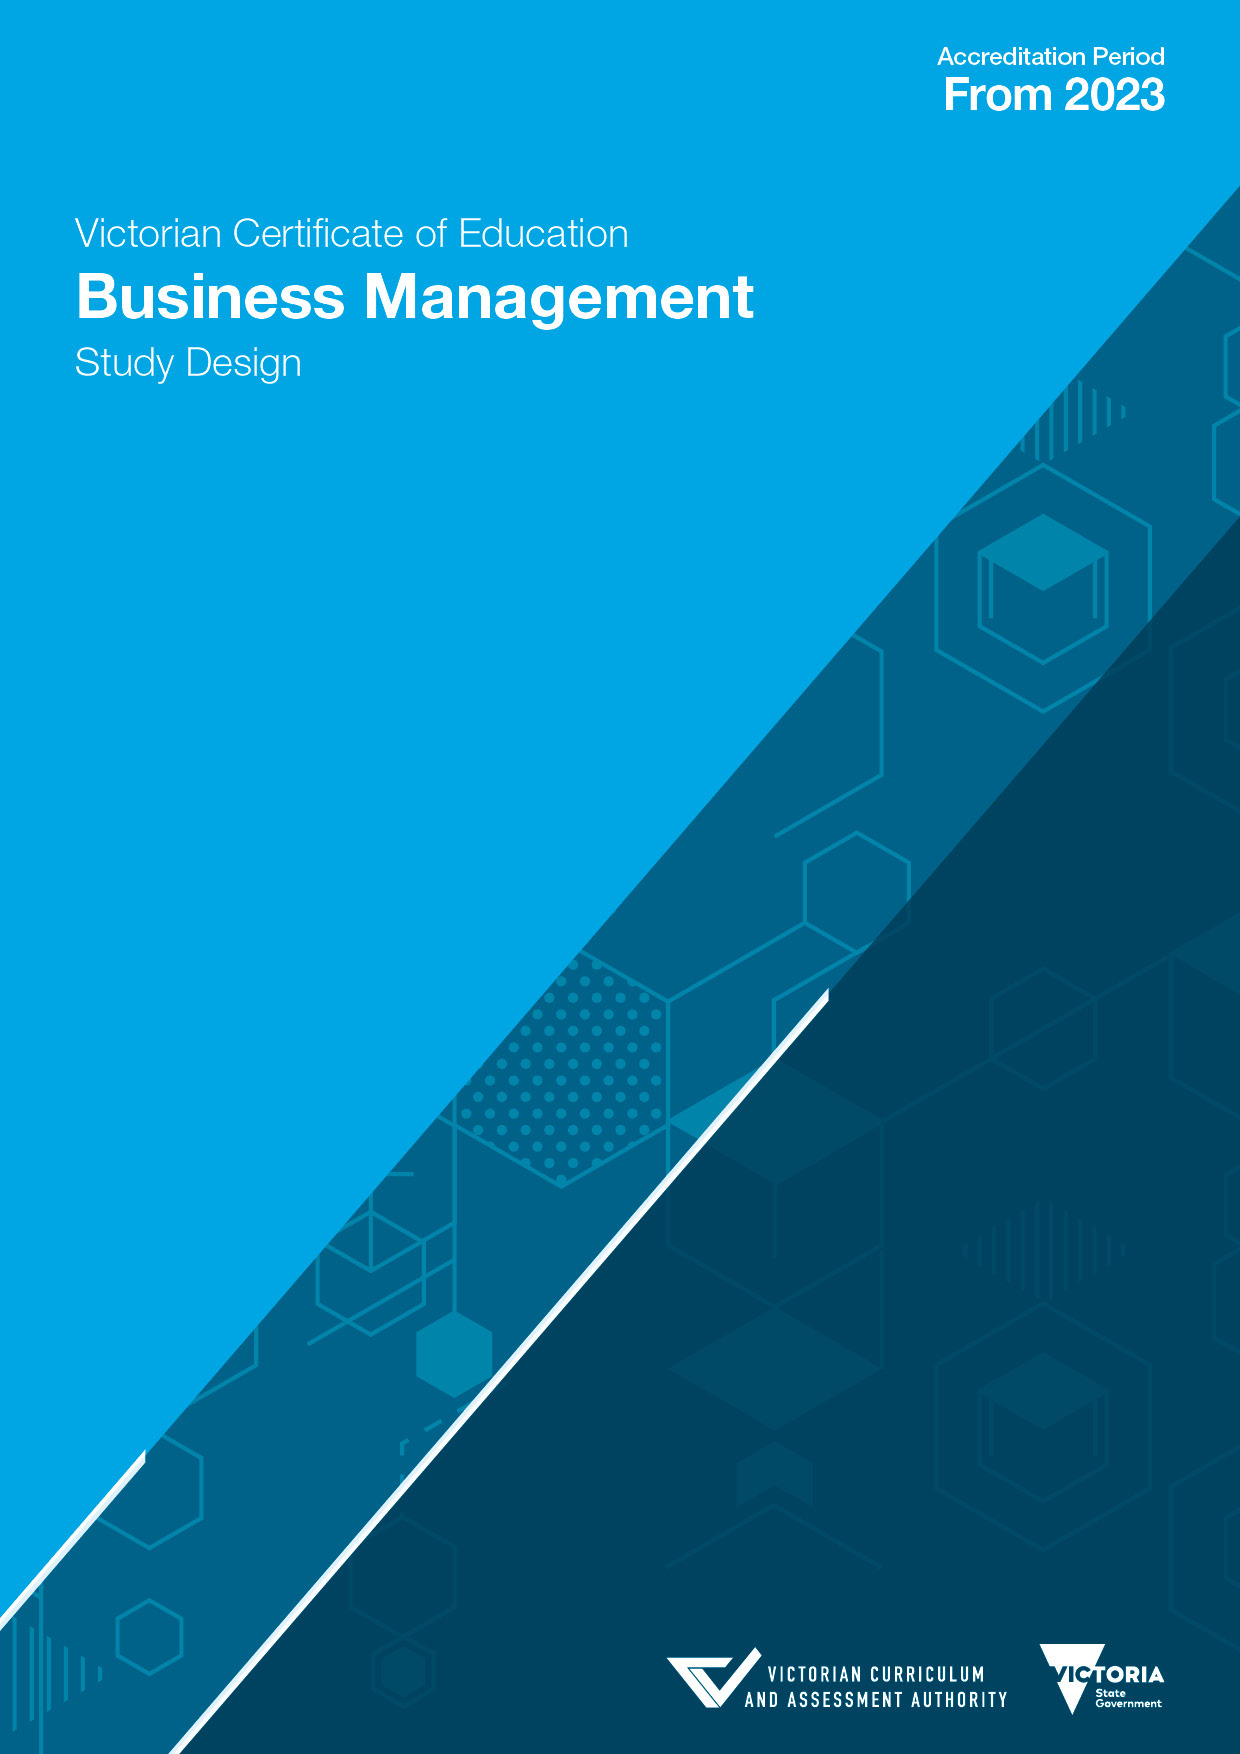 Accreditation Period
From 2023
Victorian Certificate of Education
Business Management
Study Design
VICTORIAN CURRICULUM
AND ASSESSMENT AUTHORITY
VICTORIA
State
Government